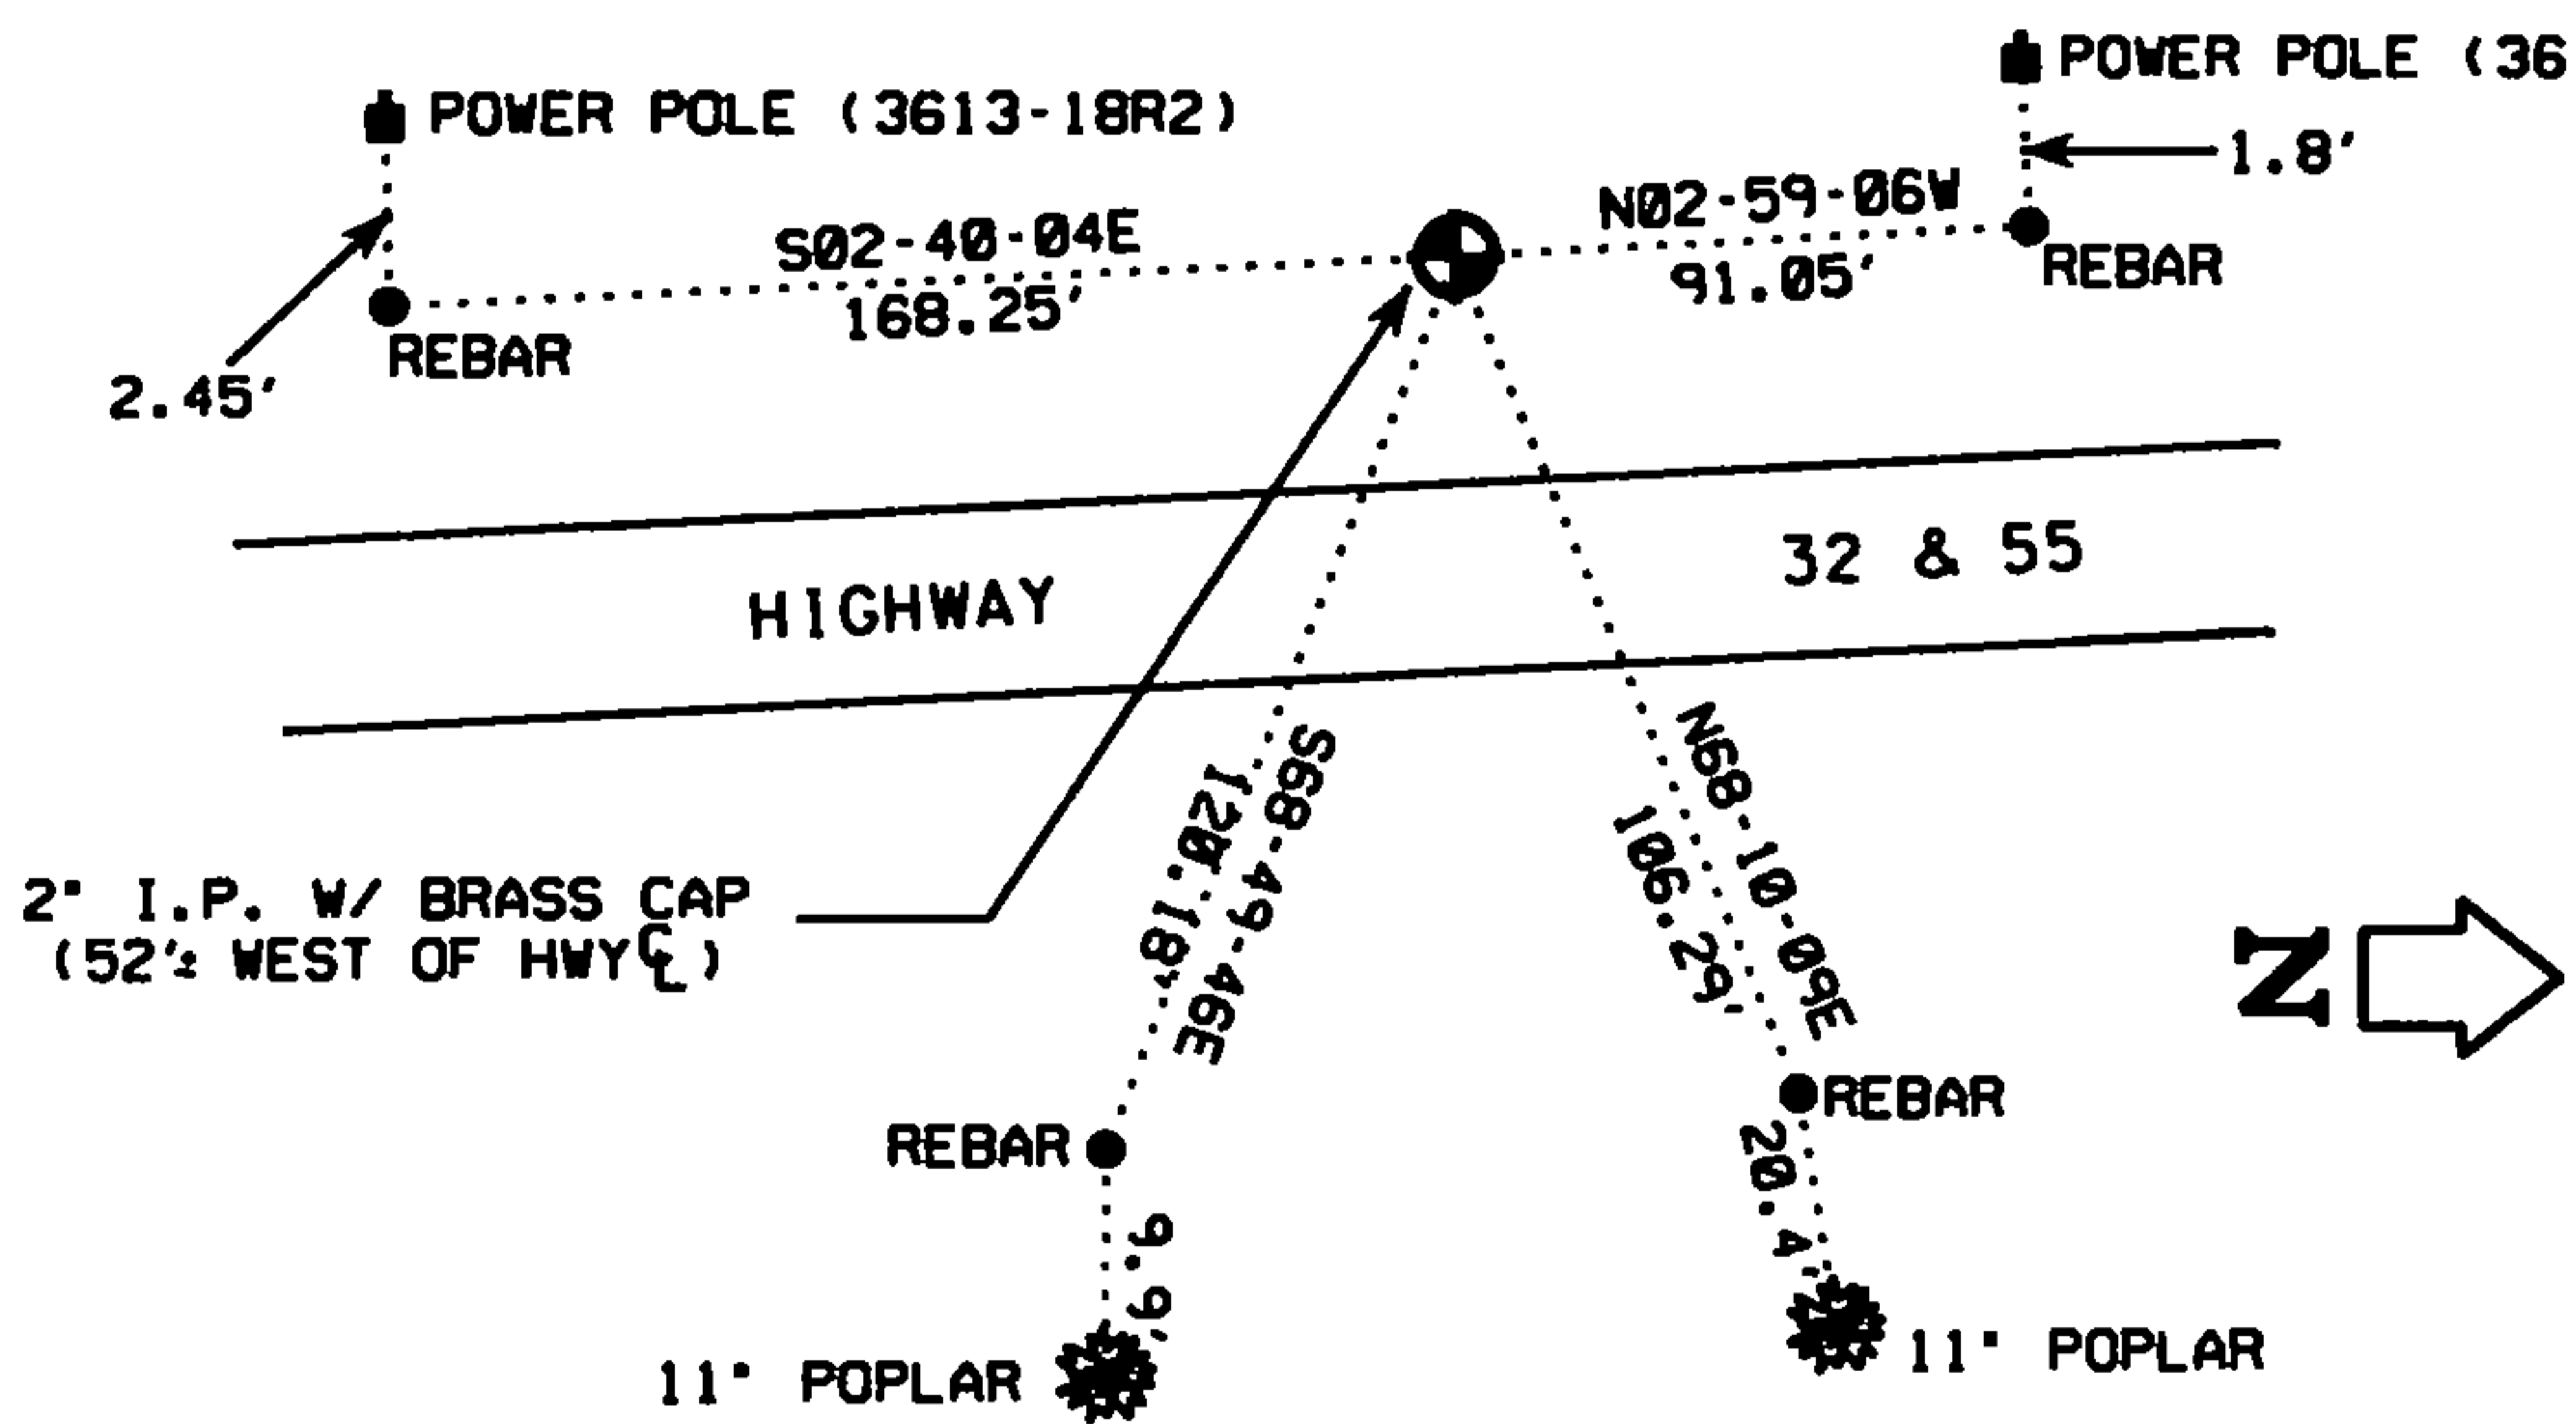 POWER POLE (36
POWER POLE (3613-18R2)
1.8'
N02-59-06W
91.05'
REBAR
S02-40-04E
168.25'
REBAR
2.45'
32 & 55
HIGHWAY
S68-49-46E
120.18'
N68-10-09E
106.29'
2" I.P. W/ BRASS CAP
(52'± WEST OF HWY ℄)
N
REBAR
REBAR
20.4'
9.9'
11" POPLAR
11" POPLAR